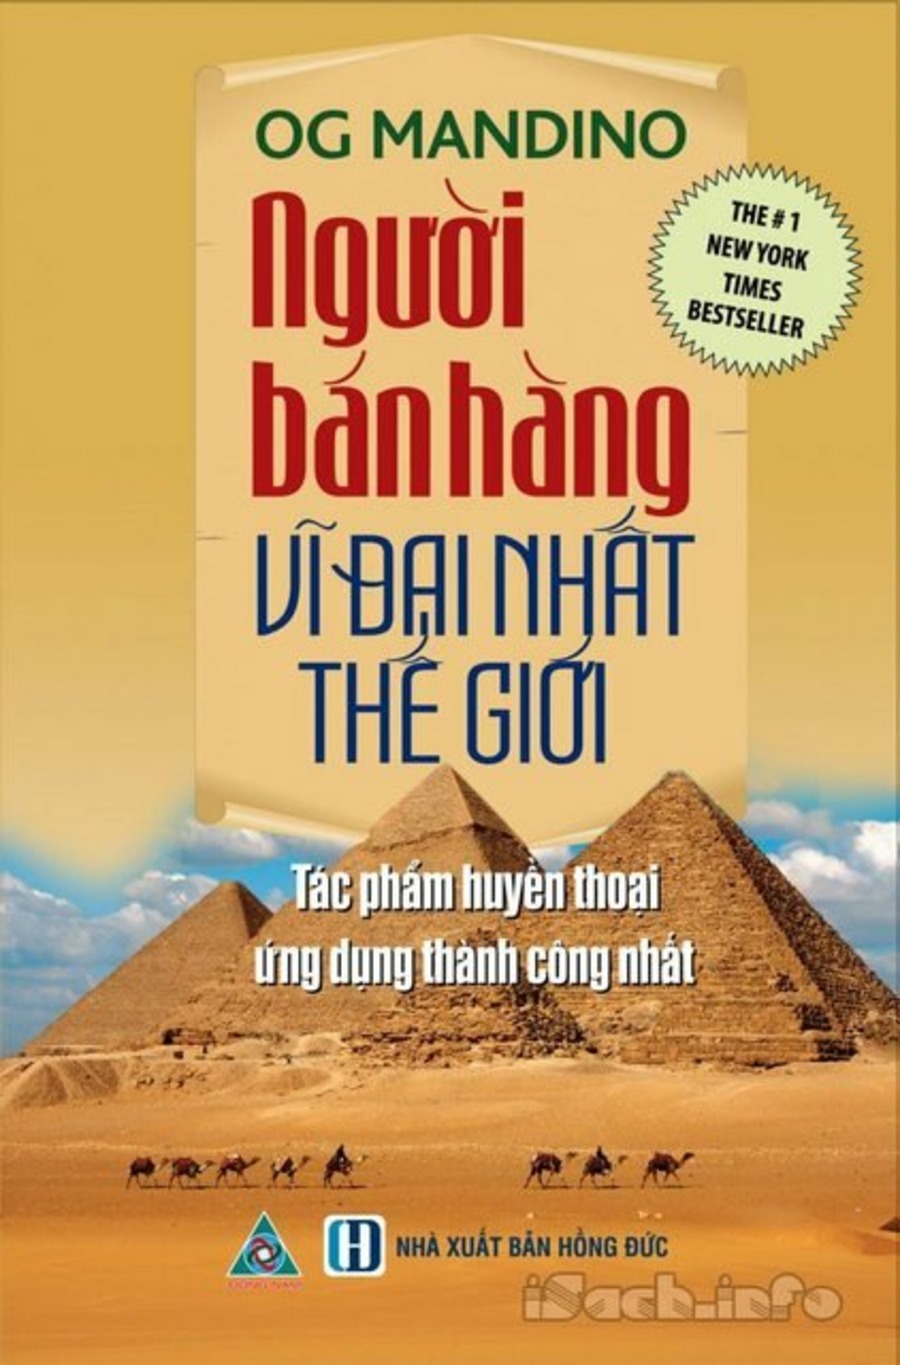 OG MANDINO
Người
bán hàng
VĨ ĐẠI NHẤT
THẾ GIỚI
THE # 1
NEW YORK
TIMES
BESTSELLER
Tác phẩm huyền thoại
ứng dụng thành công nhất
NHÀ XUẤT BẢN HỒNG ĐỨC
iSach.info